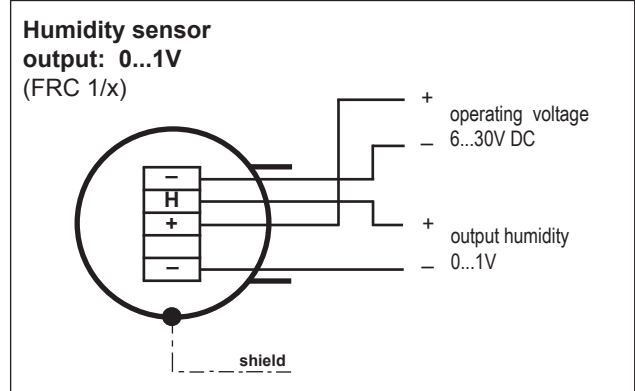 Humidity sensor
output: 0...1V
(FRC 1/x)
+
operating voltage
– 6...30V DC
–
H
+
–
+
output humidity
– 0...1V
shield